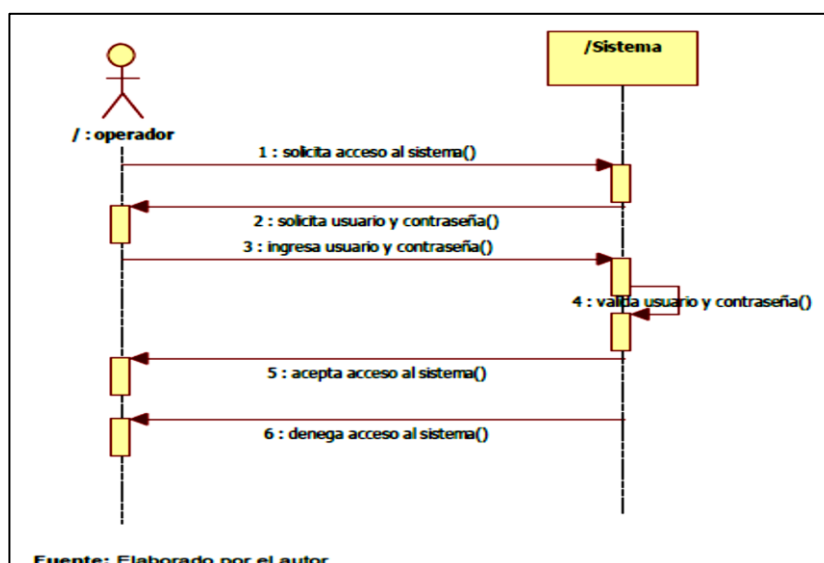 /Sistema
/ : operador
1 : solicita acceso al sistema()
2 : solicita usuario y contraseña()
3 : ingresa usuario y contraseña()
4 : valida usuario y contraseña()
5 : acepta acceso al sistema()
6 : denega acceso al sistema()
Fuente: Elaborado por el autor